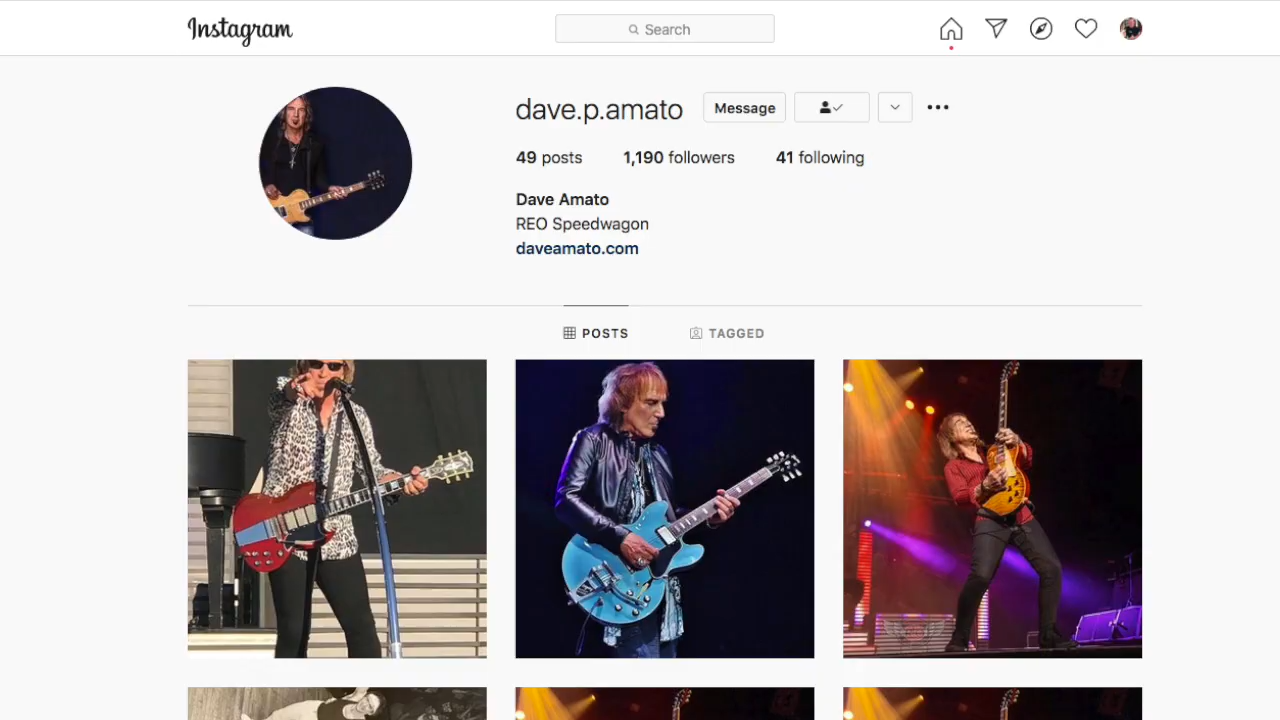 Instagram
Search
dave.p.amato
Message
49 posts 1,190 followers 41 following
Dave Amato
REO Speedwagon
daveamato.com
POSTS TAGGED